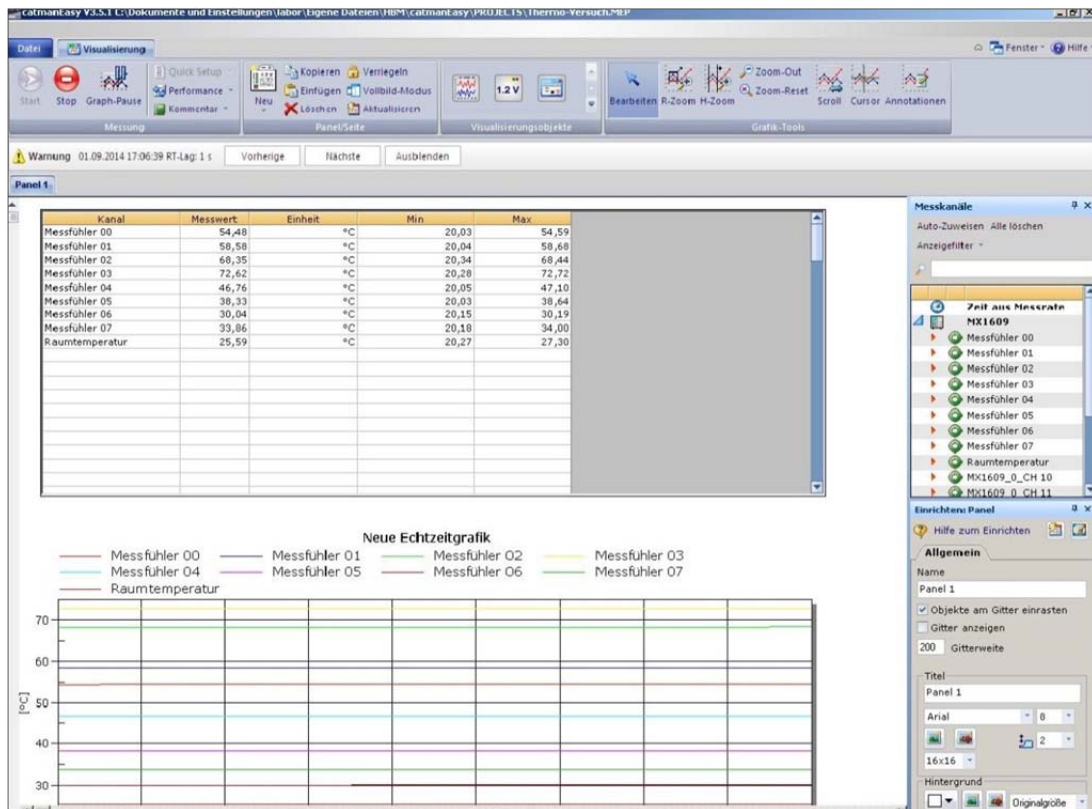 catmanEasy V3.5.1 C:\Dokumente und Einstellungen\labor\Eigene Dateien\HBM\catmanEasy\PROJECTS\Thermo-Versuch.MEP
Datei Visualisierung Fenster Hilfe
Start Stop Graph-Pause Quick Setup Performance Kommentar
Neu Kopieren Einfügen Löschen Verriegeln Vollbild-Modus Aktualisieren
1.2 V
Bearbeiten R-Zoom H-Zoom Zoom-Out Zoom-Reset Scroll Cursor Annotationen
Messung Panel/Seite Visualisierungsobjekte Grafik-Tools
Warnung 01.09.2014 17:06:39 RT-Lag: 1 s Vorherige Nächste Ausblenden
Panel 1
Kanal Messwert Einheit Min Max
Messfühler 00 54,48 °C 20,03 54,59
Messfühler 01 58,58 °C 20,04 58,68
Messfühler 02 68,35 °C 20,34 68,44
Messfühler 03 72,62 °C 20,28 72,72
Messfühler 04 46,76 °C 20,05 47,10
Messfühler 05 38,33 °C 20,03 38,64
Messfühler 06 30,04 °C 20,15 30,19
Messfühler 07 33,86 °C 20,18 34,00
Raumtemperatur 25,59 °C 20,27 27,30
Neue Echtzeitgrafik
Messfühler 00 Messfühler 01 Messfühler 02 Messfühler 03
Messfühler 04 Messfühler 05 Messfühler 06 Messfühler 07
Raumtemperatur
70
60
50
40
30
[°C]
Messkanäle
Auto-Zuweisen Alle löschen
Anzeigefilter
Zeit aus Messrate
MX1609
Messfühler 00
Messfühler 01
Messfühler 02
Messfühler 03
Messfühler 04
Messfühler 05
Messfühler 06
Messfühler 07
Raumtemperatur
MX1609_0_CH 10
MX1609_0_CH 11
Einrichten: Panel
Hilfe zum Einrichten
Allgemein
Name
Panel 1
Objekte am Gitter einrasten
Gitter anzeigen
200 Gitterweite
Titel
Panel 1
Arial 8
2
16x16
Hintergrund
Originalgröße